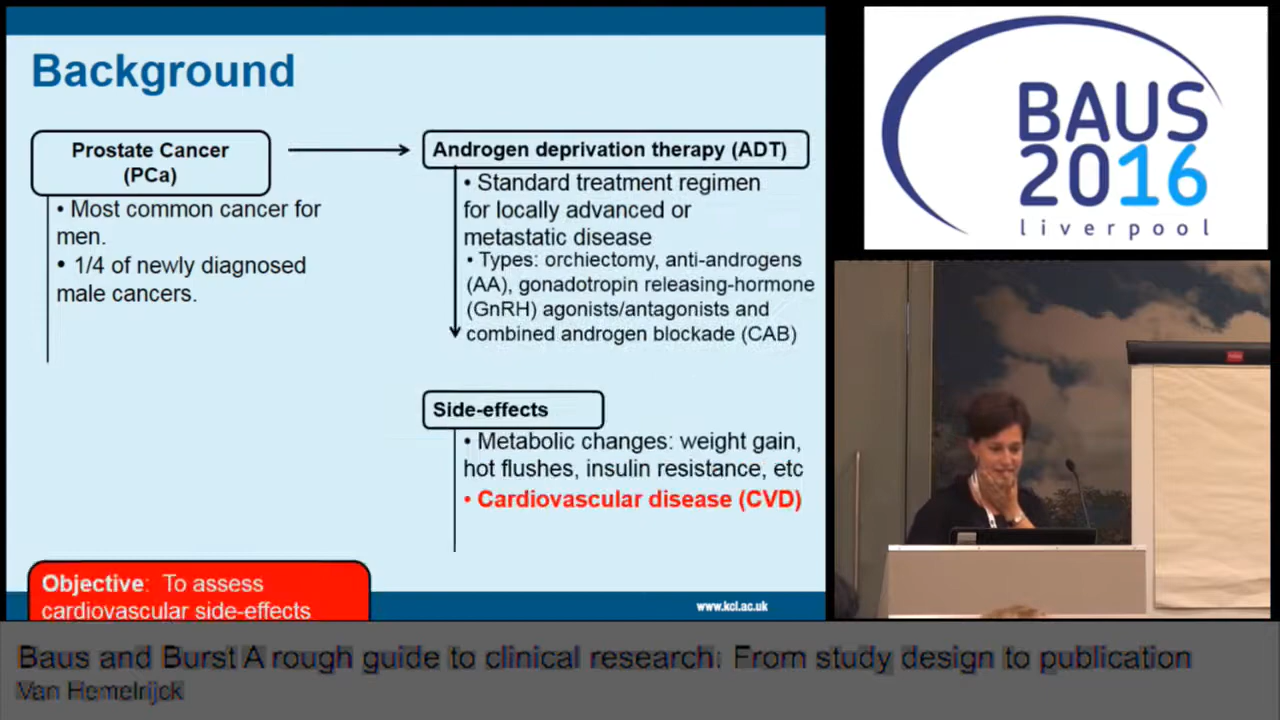 Background
Prostate Cancer
(PCa)
• Most common cancer for
men.
• 1/4 of newly diagnosed
male cancers.
Androgen deprivation therapy (ADT)
• Standard treatment regimen
for locally advanced or
metastatic disease
• Types: orchiectomy, anti-androgens
(AA), gonadotropin releasing-hormone
(GnRH) agonists/antagonists and
combined androgen blockade (CAB)
Side-effects
• Metabolic changes: weight gain,
hot flushes, insulin resistance, etc
• Cardiovascular disease (CVD)
Objective: To assess
cardiovascular side-effects
www.kcl.ac.uk
BAUS
2016
liverpool
Baus and Burst A rough guide to clinical research: From study design to publication
Van Hemelrijck